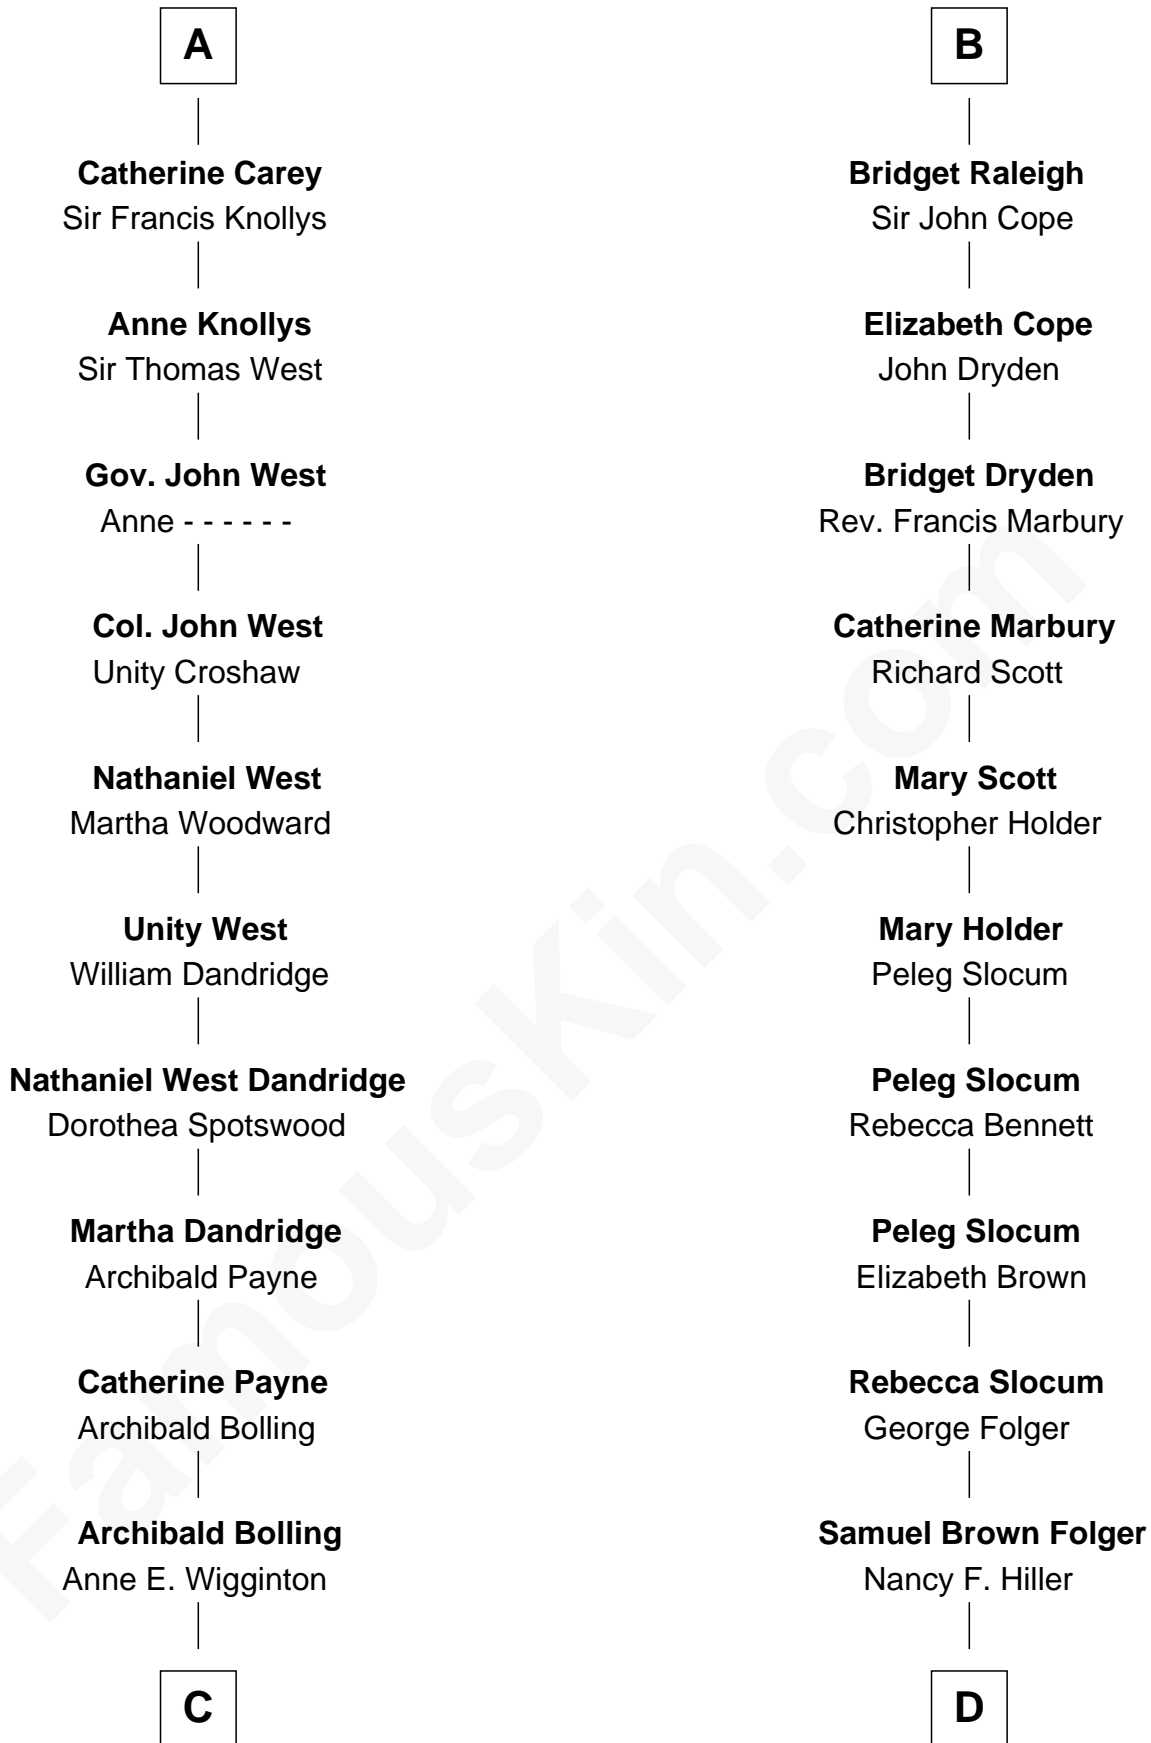 A
Catherine Carey
Sir Francis Knollys
Anne Knollys
Sir Thomas West
Gov. John West
Anne - - - - - -
Col. John West
Unity Croshaw
Nathaniel West
Martha Woodward
Unity West
William Dandridge
Nathaniel West Dandridge
Dorothea Spotswood
Martha Dandridge
Archibald Payne
Catherine Payne
Archibald Bolling
Archibald Bolling
Anne E. Wigginton
C
B
Bridget Raleigh
Sir John Cope
Elizabeth Cope
John Dryden
Bridget Dryden
Rev. Francis Marbury
Catherine Marbury
Richard Scott
Mary Scott
Christopher Holder
Mary Holder
Peleg Slocum
Peleg Slocum
Rebecca Bennett
Peleg Slocum
Elizabeth Brown
Rebecca Slocum
George Folger
Samuel Brown Folger
Nancy F. Hiller
D
FamousKin.com